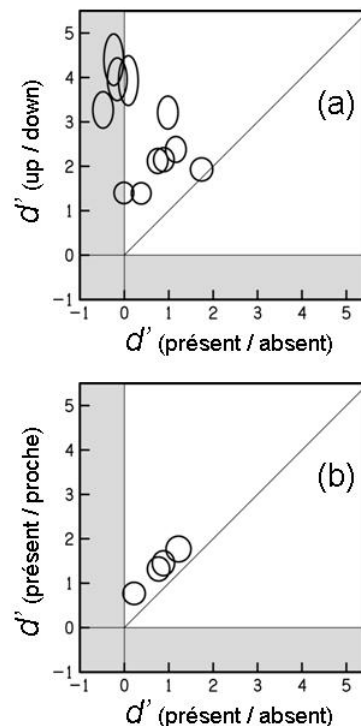 5
4
3
2
1
0
-1
d' (up / down)
(a)
-1 0 1 2 3 4 5
d' (présent / absent)
5
4
3
2
1
0
-1
d' (présent / proche)
(b)
-1 0 1 2 3 4 5
d' (présent / absent)